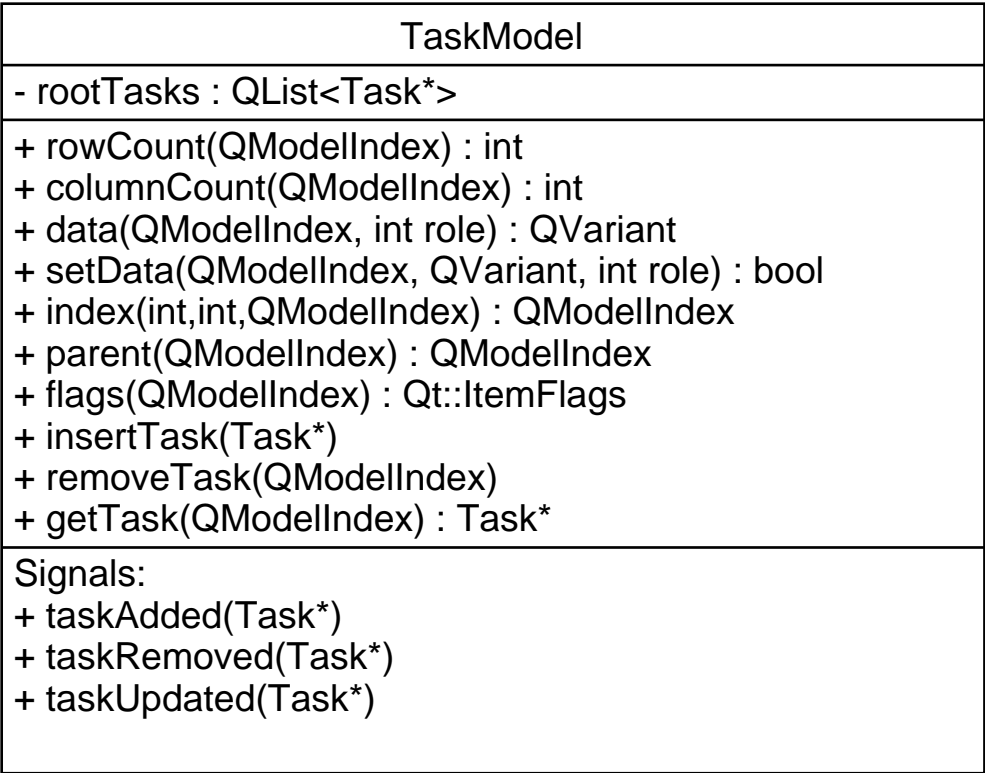 TaskModel
- rootTasks : QList<Task*>
+ rowCount(QModelIndex) : int
+ columnCount(QModelIndex) : int
+ data(QModelIndex, int role) : QVariant
+ setData(QModelIndex, QVariant, int role) : bool
+ index(int,int,QModelIndex) : QModelIndex
+ parent(QModelIndex) : QModelIndex
+ flags(QModelIndex) : Qt::ItemFlags
+ insertTask(Task*)
+ removeTask(QModelIndex)
+ getTask(QModelIndex) : Task*
Signals:
+ taskAdded(Task*)
+ taskRemoved(Task*)
+ taskUpdated(Task*)